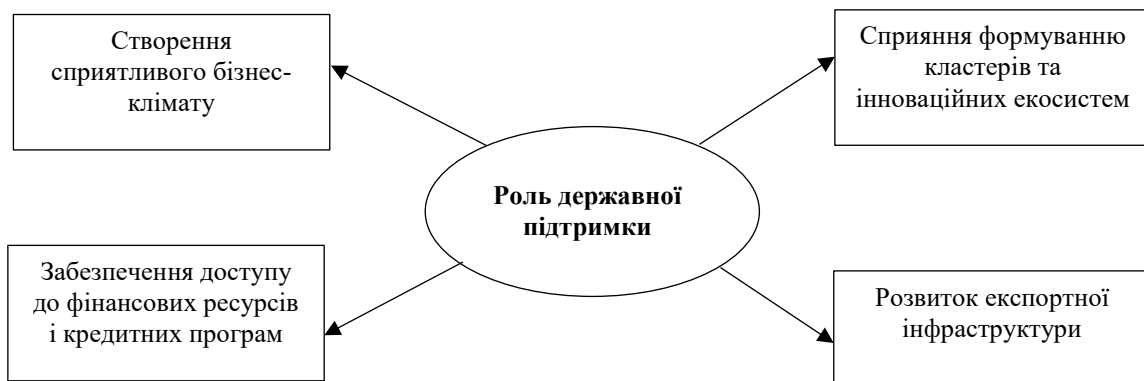 Створення
сприятливого бізнес-
клімату
Сприяння формуванню
кластерів та
інноваційних екосистем
Роль державної
підтримки
Забезпечення доступу
до фінансових ресурсів
і кредитних програм
Розвиток експортної
інфраструктури